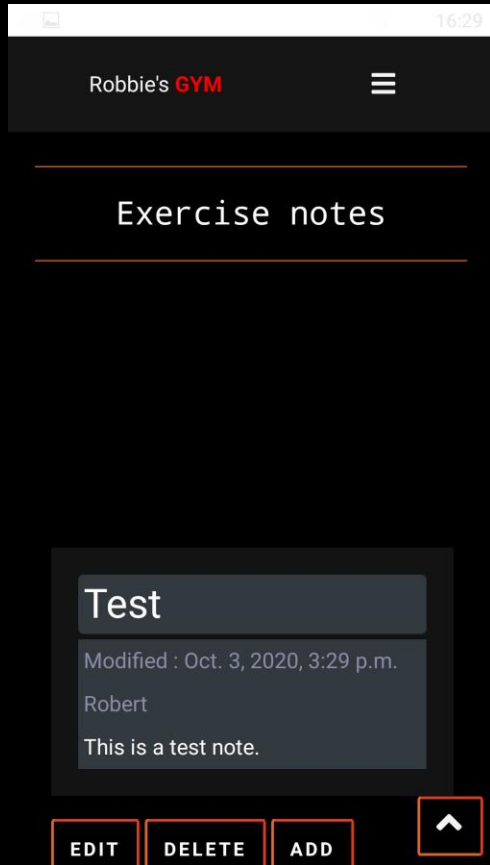 16:29
Robbie's GYM
Exercise notes
Test
Modified : Oct. 3, 2020, 3:29 p.m.
Robert
This is a test note.
EDIT DELETE ADD